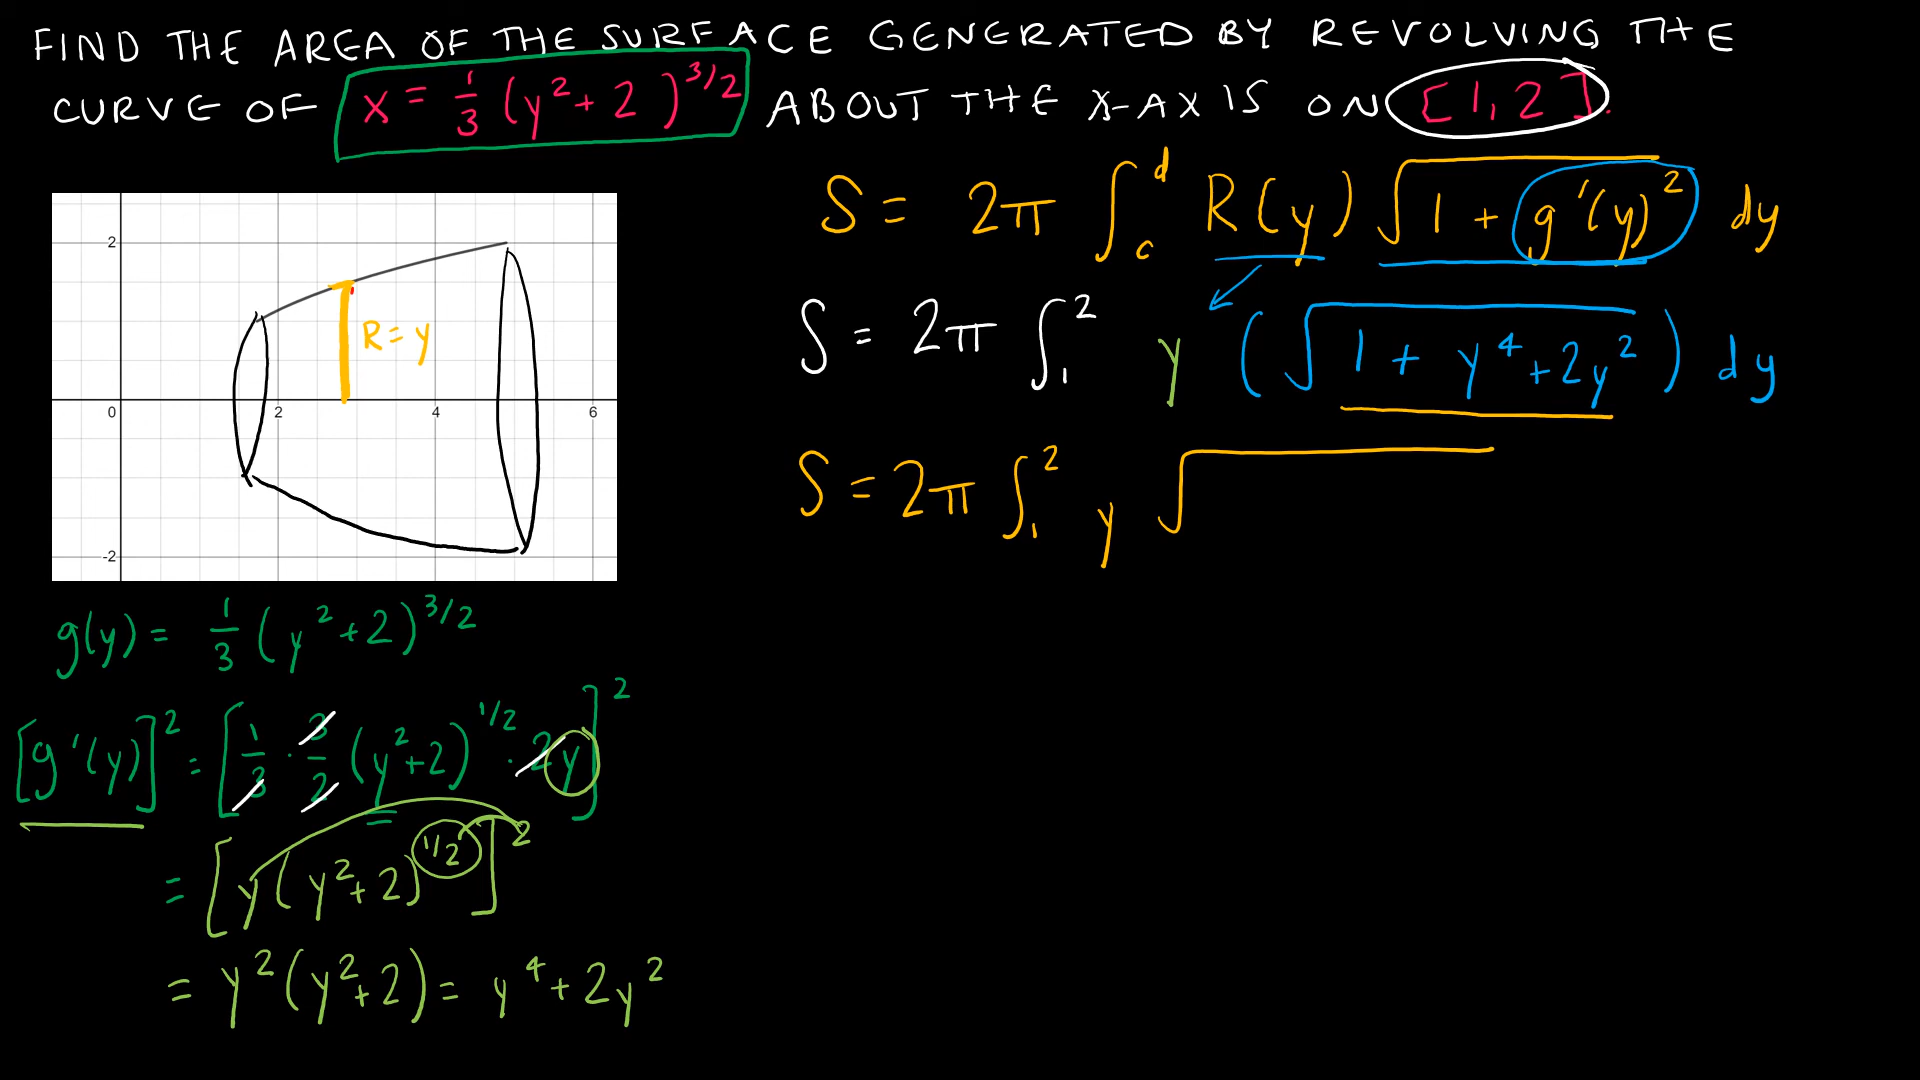 FIND THE AREA OF THE SURFACE GENERATED BY REVOLVING THE
CURVE OF x = 1/3 (y² + 2)^3/2 ABOUT THE X-AXIS ON [1, 2].
S = 2π ∫_c^d R(y) √(1 + g'(y)²) dy
2
R = y
0 2 4 6
-2
S = 2π ∫_1^2 y (√(1 + y⁴ + 2y²)) dy
S = 2π ∫_1^2 y √
g(y) = 1/3 (y² + 2)^3/2
[g'(y)]² = [1/3 · 3/2 (y² + 2)^1/2 · 2y]²
= [y(y² + 2)^1/2]²
= y²(y² + 2) = y⁴ + 2y²